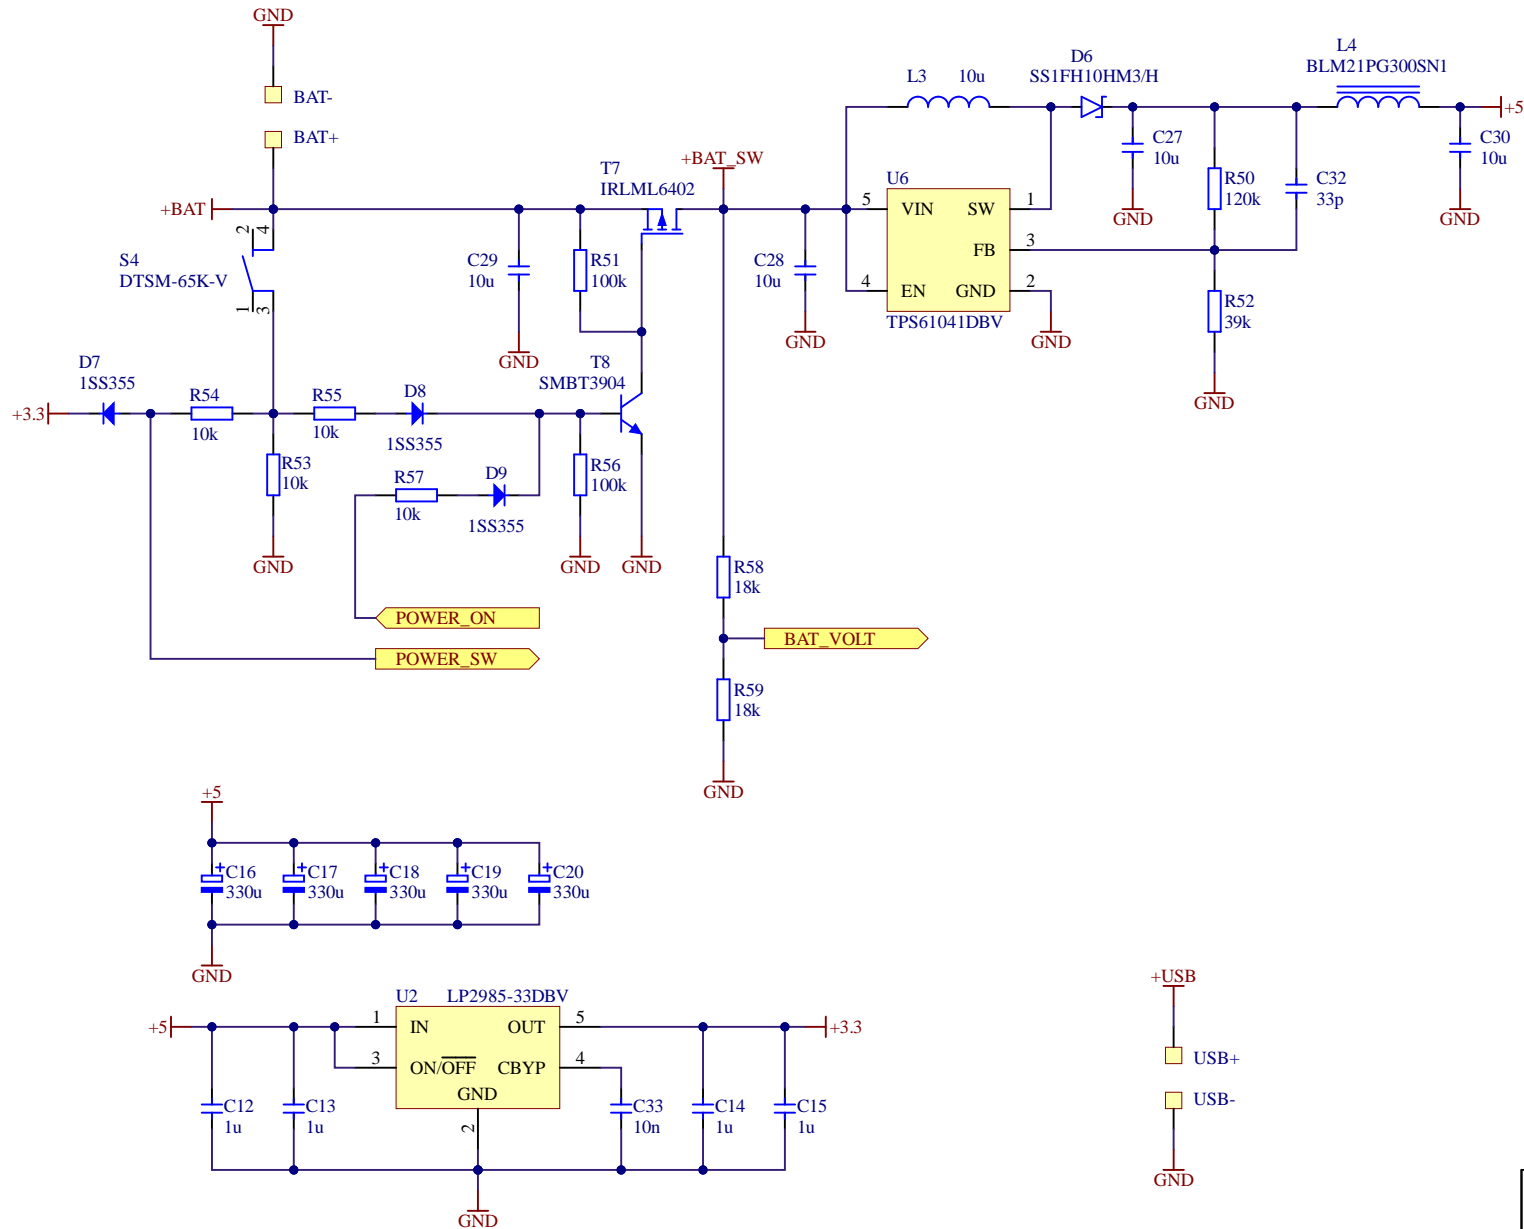 GND
BAT-
BAT+
+BAT
2
4
S4
DTSM-65K-V
1
3
C29
10u
GND
R51
100k
T7
IRLML6402
+BAT_SW
C28
10u
GND
L3 10u
U6
5 VIN SW 1
FB 3
4 EN GND 2
TPS61041DBV
GND
D6
SS1FH10HM3/H
C27
10u
GND
R50
120k
C32
33p
R52
39k
GND
L4
BLM21PG300SN1
+5
C30
10u
GND
D7
1SS355
+3.3
R54
10k
R55
10k
D8
1SS355
T8
SMBT3904
R53
10k
GND
R57
10k
D9
1SS355
R56
100k
GND
GND
POWER_ON
POWER_SW
R58
18k
BAT_VOLT
R59
18k
GND
+5
+C16
330u
+C17
330u
+C18
330u
+C19
330u
+C20
330u
GND
U2 LP2985-33DBV
+5
1 IN OUT 5
+3.3
3 ON/OFF CBYP 4
GND
2
C12
1u
C13
1u
C33
10n
C14
1u
C15
1u
GND
+USB
USB+
USB-
GND